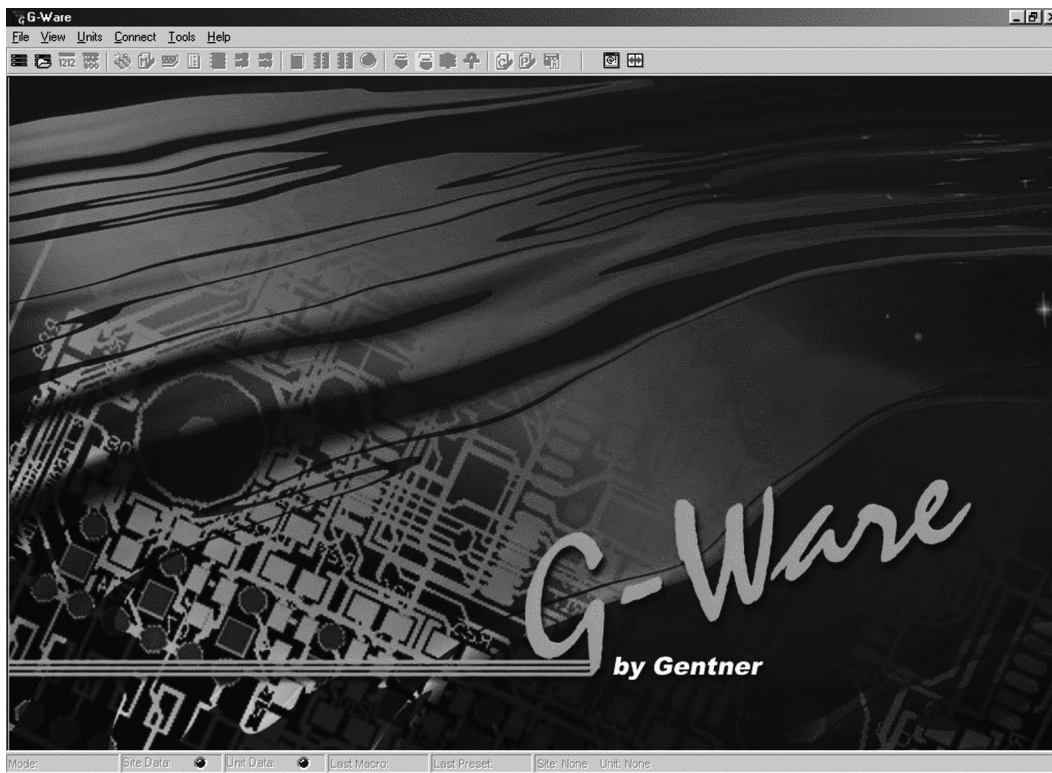 G-Ware
File View Units Connect Tools Help
G-Ware
by Gentner
Mode: Site Data: Unit Data: Last Macro: Last Preset: Site: None Unit: None